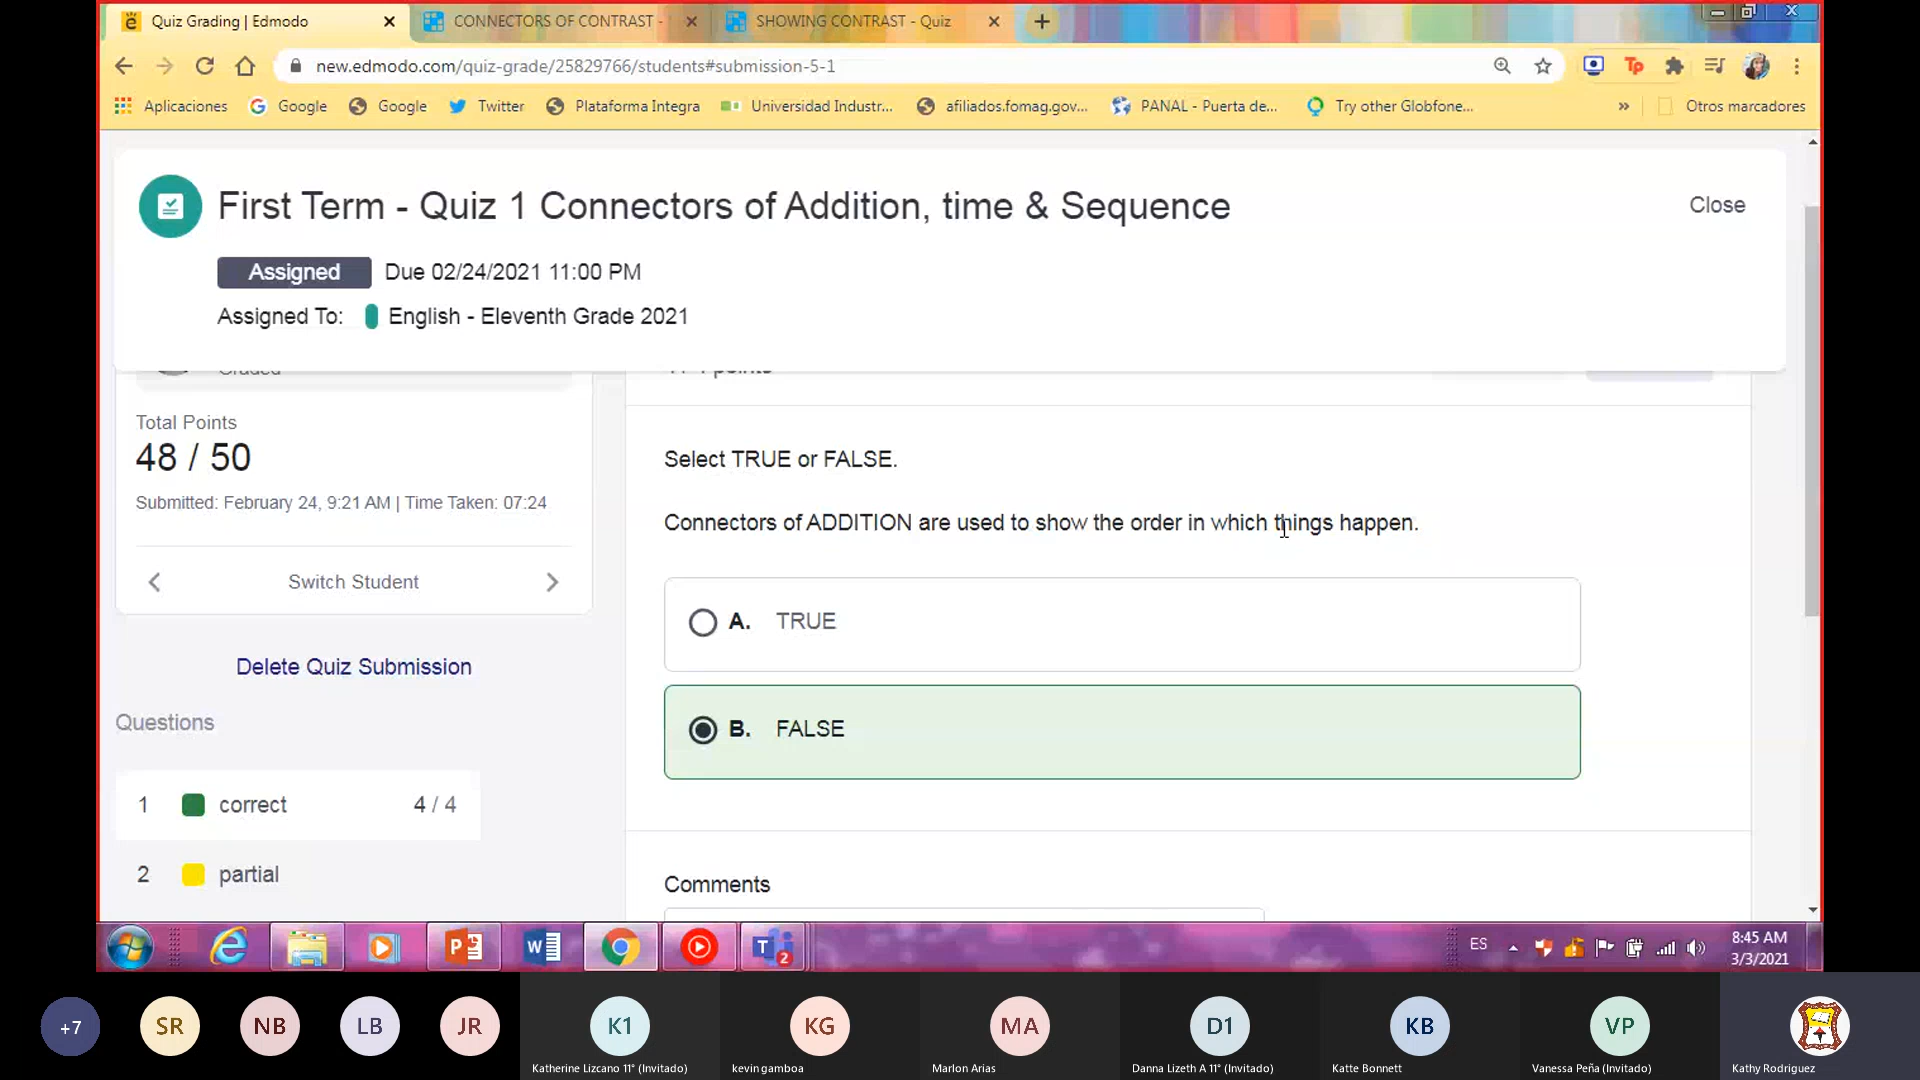 Quiz Grading | Edmodo
CONNECTORS OF CONTRAST -
SHOWING CONTRAST - Quiz
new.edmodo.com/quiz-grade/25829766/students#submission-5-1
Tp
Aplicaciones
Google
Google
Twitter
Plataforma Integra
Universidad Industr...
afiliados.fomag.gov...
PANAL - Puerta de...
Try other Globfone...
»
Otros marcadores
First Term - Quiz 1 Connectors of Addition, time & Sequence
Close
Assigned
Due 02/24/2021 11:00 PM
Assigned To:
English - Eleventh Grade 2021
Graded
points
Total Points
48 / 50
Submitted: February 24, 9:21 AM | Time Taken: 07:24
Switch Student
Delete Quiz Submission
Questions
1 correct 4 / 4
2 partial
Select TRUE or FALSE.
Connectors of ADDITION are used to show the order in which things happen.
A. TRUE
B. FALSE
Comments
ES
8:45 AM
3/3/2021
+7
SR
NB
LB
JR
K1
Katherine Lizcano 11° (Invitado)
KG
kevin gamboa
MA
Marlon Arias
D1
Danna Lizeth A 11° (Invitado)
KB
Katte Bonnett
VP
Vanessa Peña (Invitado)
Kathy Rodriguez